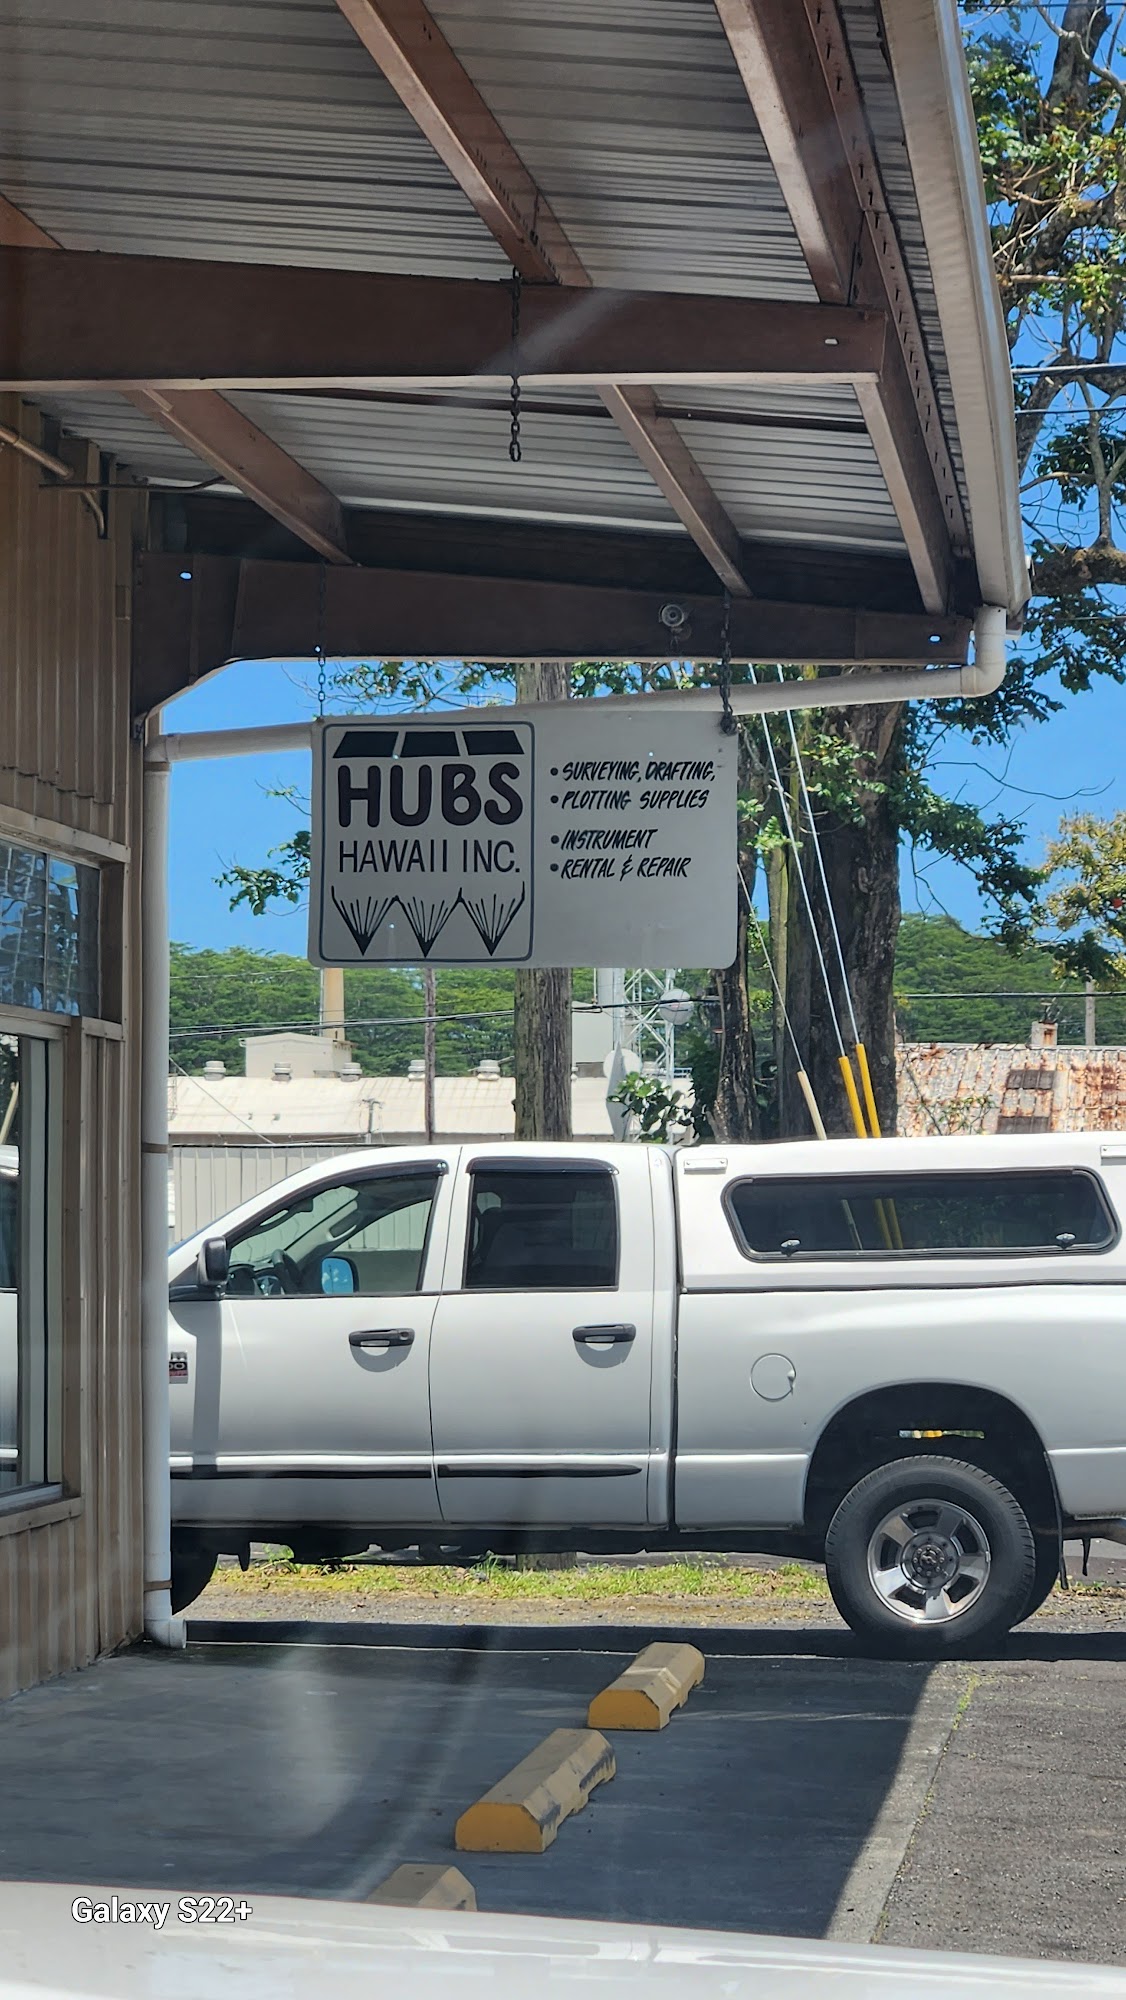 HUBS
HAWAII INC.
• SURVEYING, DRAFTING,
• PLOTTING SUPPLIES
• INSTRUMENT
• RENTAL & REPAIR
Galaxy S22+